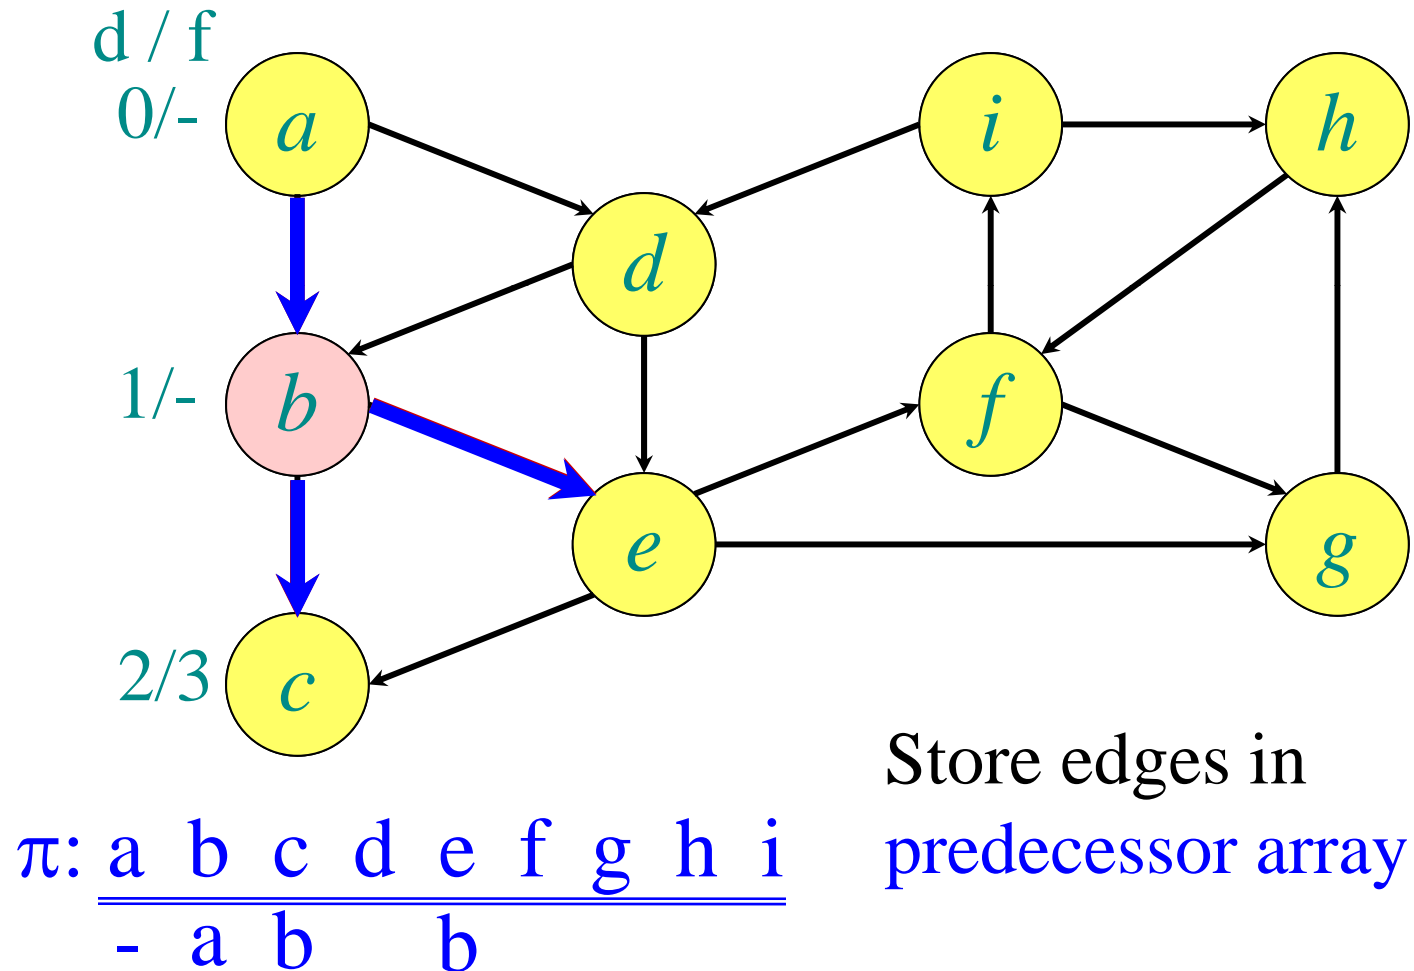 d / f
0/-
a
i
h
d
1/-
b
f
e
g
2/3
c
Store edges in
predecessor array
π: a b c d e f g h i
- a b b